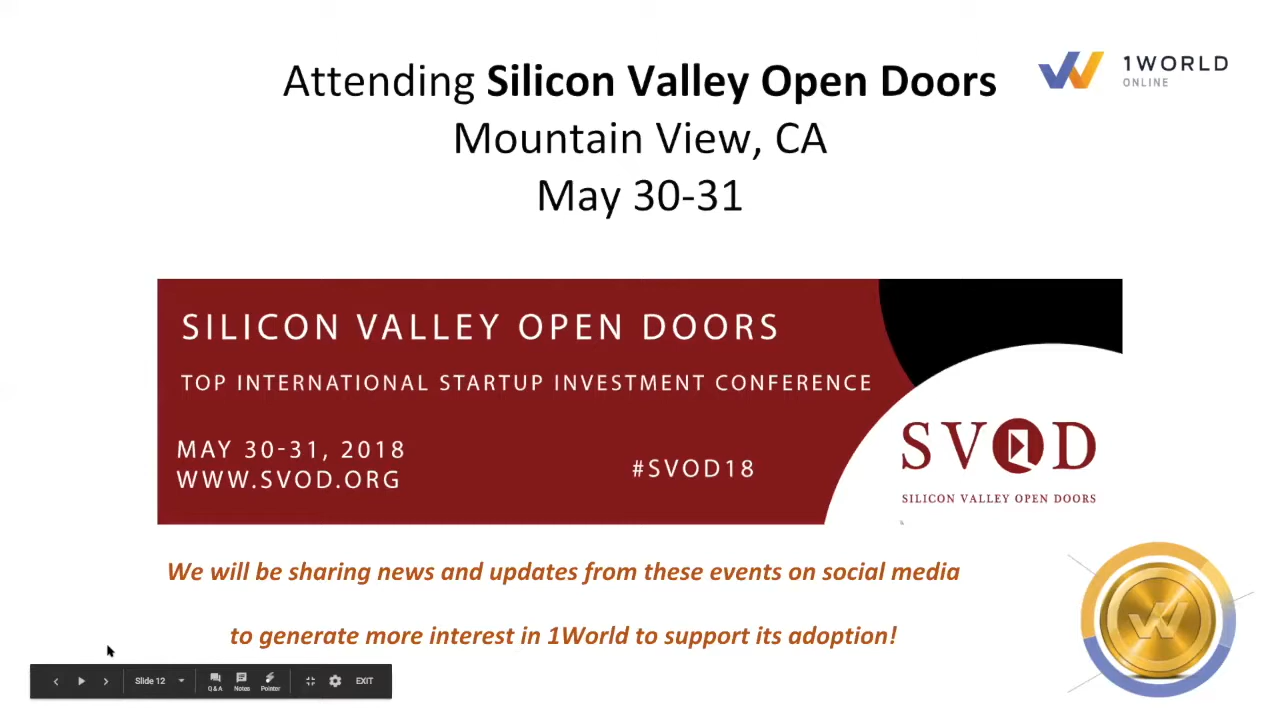 Attending Silicon Valley Open Doors
Mountain View, CA
May 30-31
1WORLD
ONLINE
SILICON VALLEY OPEN DOORS
TOP INTERNATIONAL STARTUP INVESTMENT CONFERENCE
MAY 30-31, 2018
WWW.SVOD.ORG
#SVOD18
SVOD
SILICON VALLEY OPEN DOORS
We will be sharing news and updates from these events on social media
to generate more interest in 1World to support its adoption!
Slide 12
Q&A
Notes
Pointer
EXIT